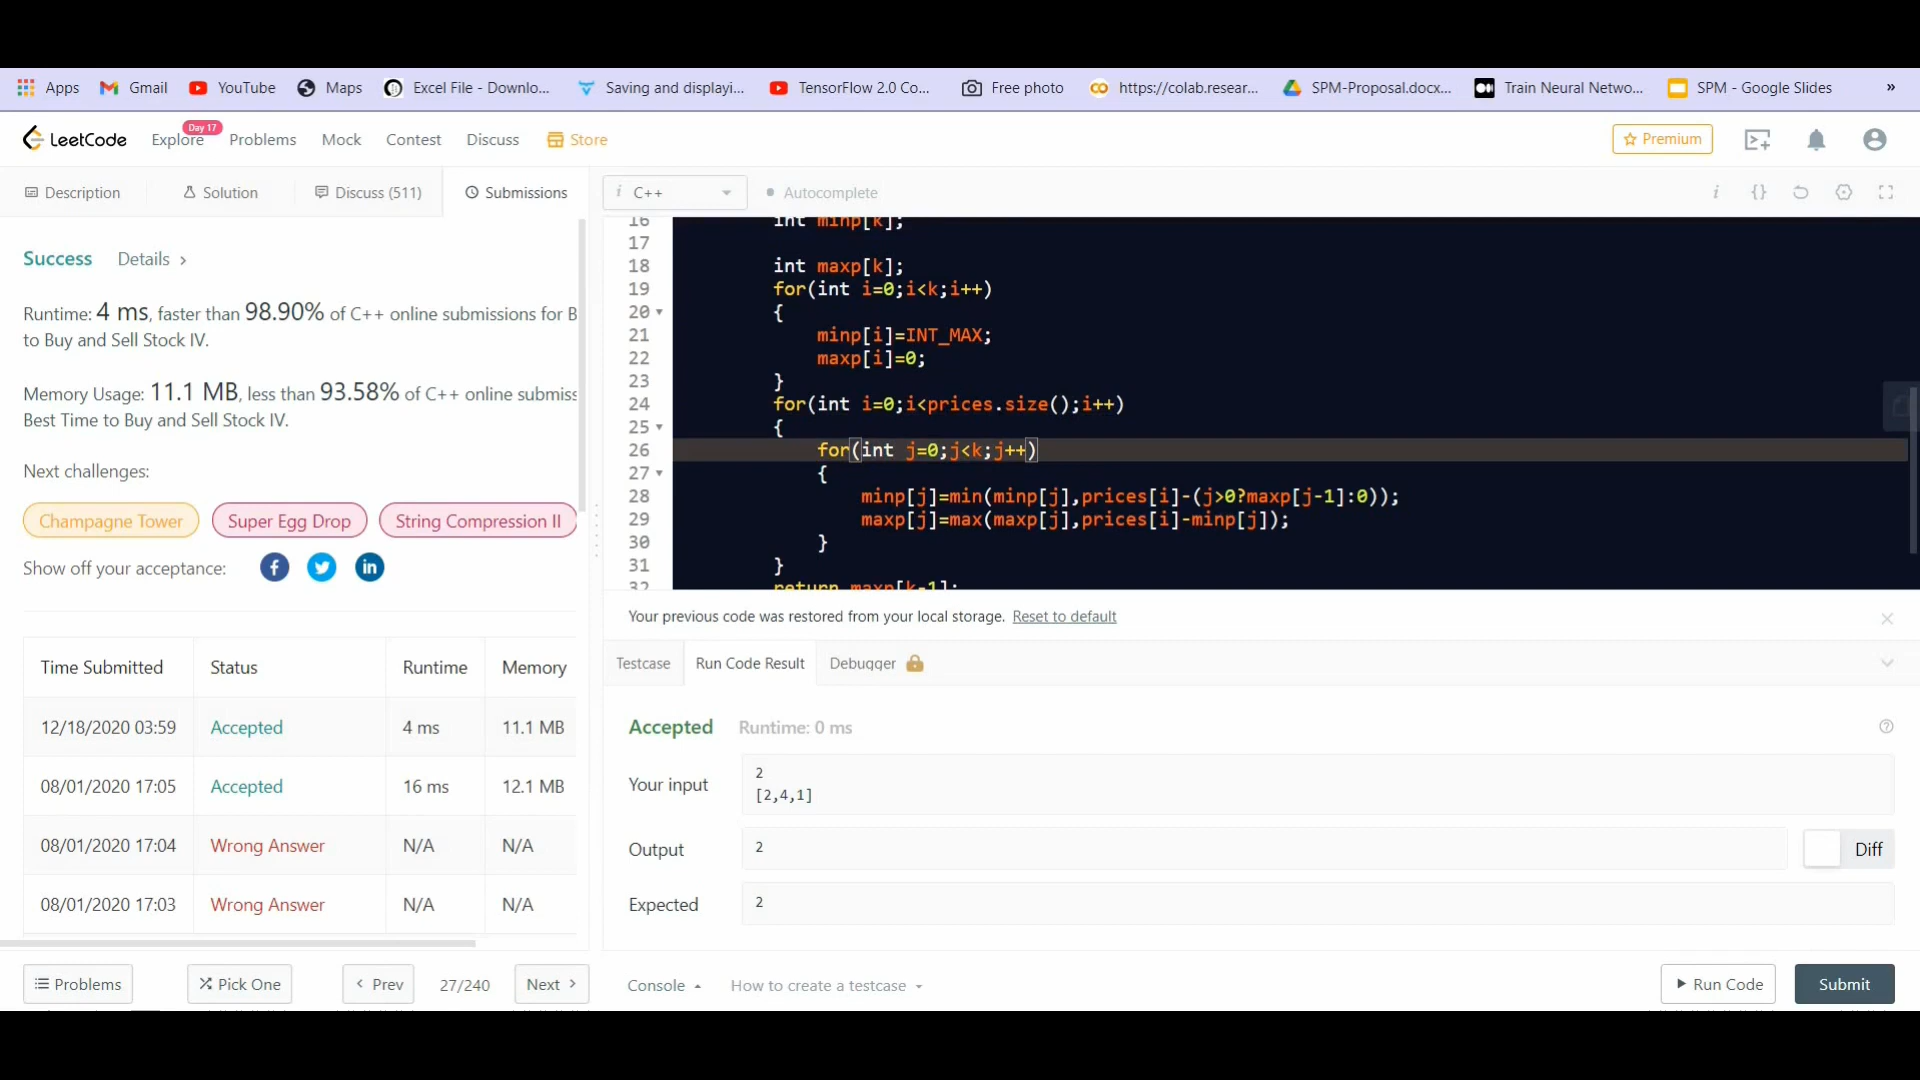 Apps Gmail YouTube Maps Excel File - Downlo... Saving and displayi... TensorFlow 2.0 Co... Free photo https://colab.resear... SPM-Proposal.docx... Train Neural Netwo... SPM - Google Slides »
LeetCode Explore Day 17 Problems Mock Contest Discuss Store Premium
Description Solution Discuss (511) Submissions i C++ Autocomplete i {}
Success Details >
Runtime: 4 ms, faster than 98.90% of C++ online submissions for B
to Buy and Sell Stock IV.
Memory Usage: 11.1 MB, less than 93.58% of C++ online submiss
Best Time to Buy and Sell Stock IV.
Next challenges:
Champagne Tower Super Egg Drop String Compression II
Show off your acceptance:
Time Submitted Status Runtime Memory
12/18/2020 03:59 Accepted 4 ms 11.1 MB
08/01/2020 17:05 Accepted 16 ms 12.1 MB
08/01/2020 17:04 Wrong Answer N/A N/A
08/01/2020 17:03 Wrong Answer N/A N/A
16 int minp[k];
17
18 int maxp[k];
19 for(int i=0;i<k;i++)
20 {
21 minp[i]=INT_MAX;
22 maxp[i]=0;
23 }
24 for(int i=0;i<prices.size();i++)
25 {
26 for(int j=0;j<k;j++)
27 {
28 minp[j]=min(minp[j],prices[i]-(j>0?maxp[j-1]:0));
29 maxp[j]=max(maxp[j],prices[i]-minp[j]);
30 }
31 }
32 return maxp[k-1];
Your previous code was restored from your local storage. Reset to default
Testcase Run Code Result Debugger
Accepted Runtime: 0 ms
Your input 2
[2,4,1]
Output 2 Diff
Expected 2
Problems Pick One < Prev 27/240 Next > Console How to create a testcase Run Code Submit